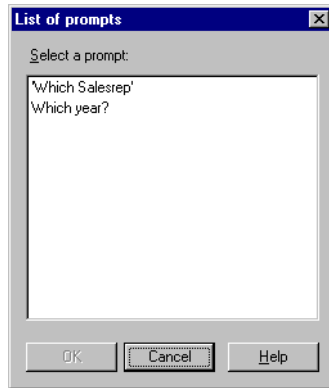 List of prompts
Select a prompt:
'Which Salesrep'
Which year?
OK Cancel Help